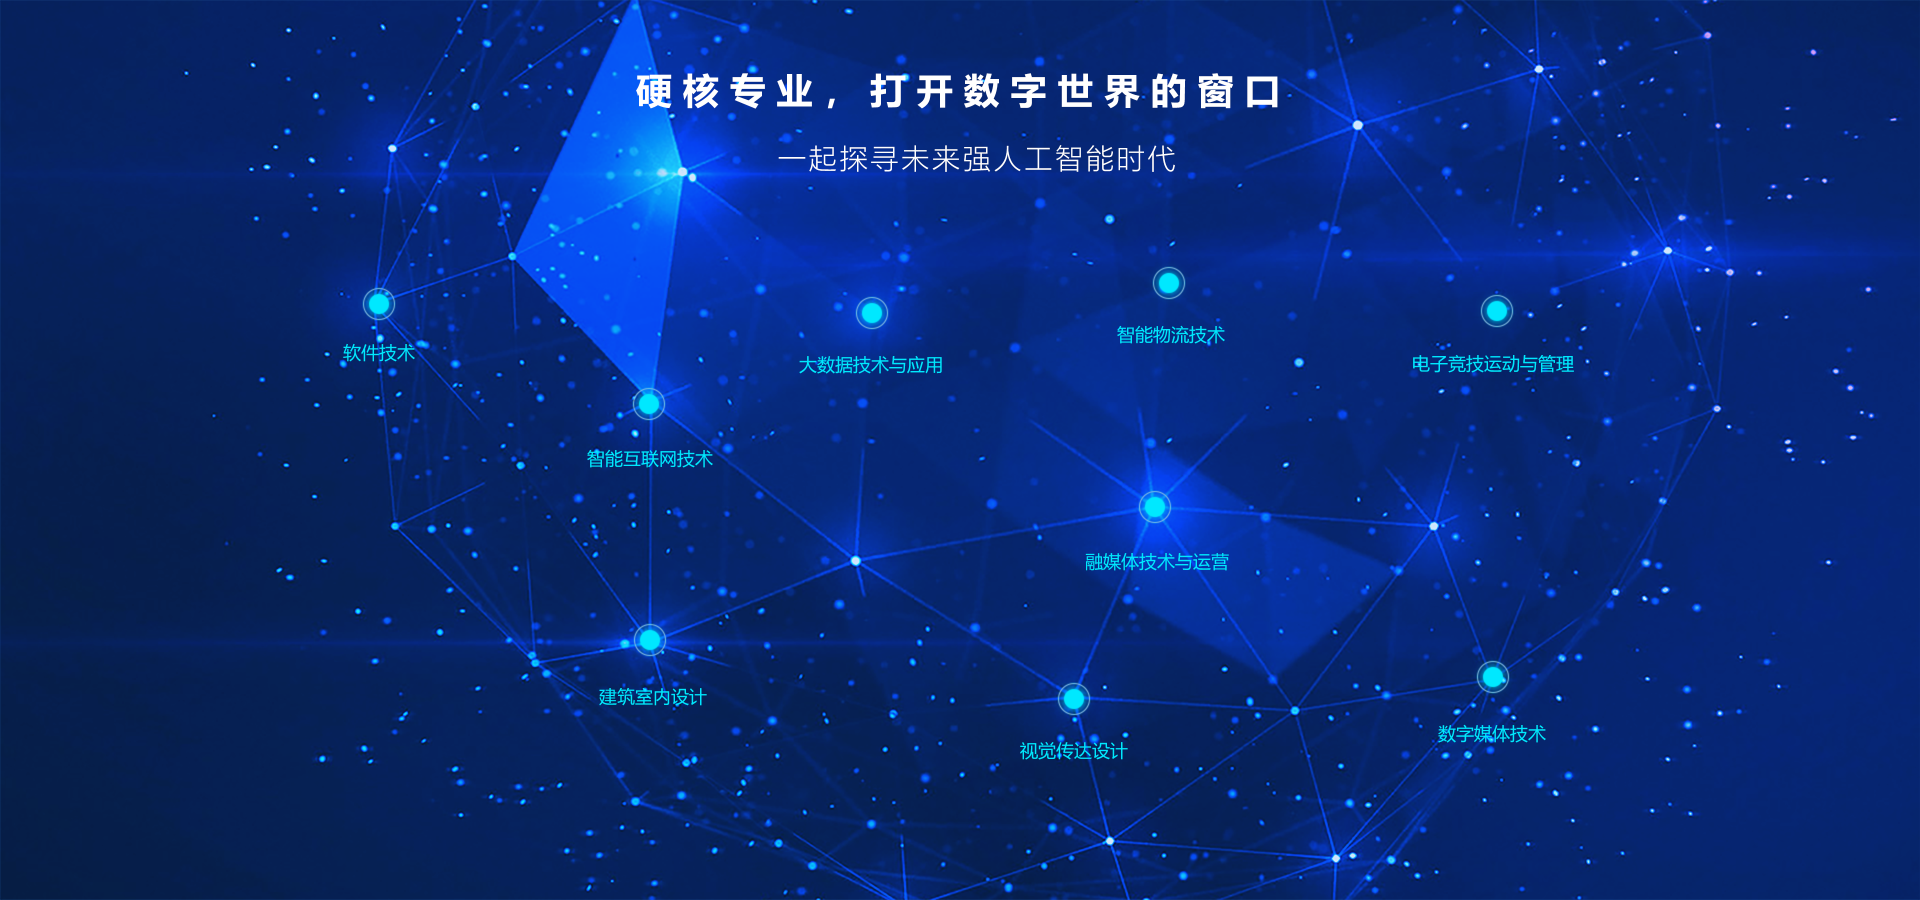 硬核专业，打开数字世界的窗口
一起探寻未来强人工智能时代
软件技术
大数据技术与应用
智能物流技术
电子竞技运动与管理
智能互联网技术
融媒体技术与运营
建筑室内设计
视觉传达设计
数字媒体技术